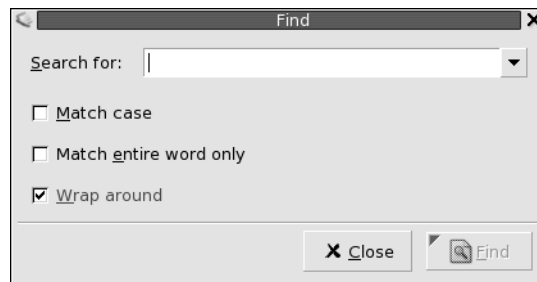 Find
Search for:
Match case
Match entire word only
Wrap around
Close
Find